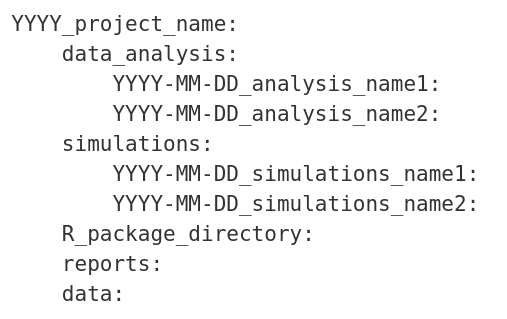 YYYY_project_name:
    data_analysis:
        YYYY-MM-DD_analysis_name1:
        YYYY-MM-DD_analysis_name2:
    simulations:
        YYYY-MM-DD_simulations_name1:
        YYYY-MM-DD_simulations_name2:
    R_package_directory:
    reports:
    data: